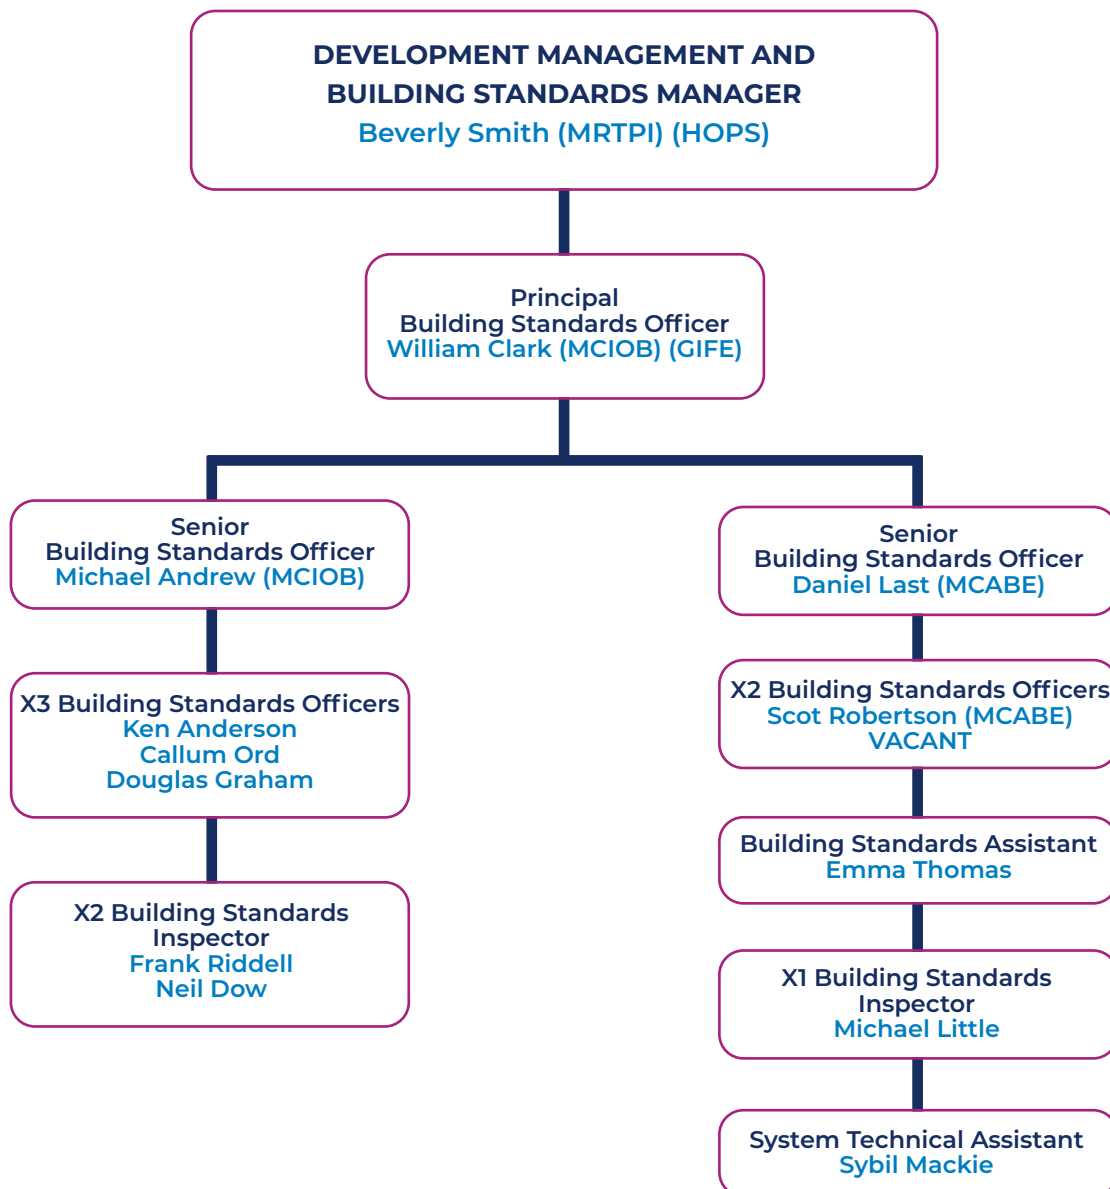 DEVELOPMENT MANAGEMENT AND
BUILDING STANDARDS MANAGER
Beverly Smith (MRTPI) (HOPS)
Principal
Building Standards Officer
William Clark (MCIOB) (GIFE)
Senior
Building Standards Officer
Michael Andrew (MCIOB)
X3 Building Standards Officers
Ken Anderson
Callum Ord
Douglas Graham
X2 Building Standards
Inspector
Frank Riddell
Neil Dow
Senior
Building Standards Officer
Daniel Last (MCABE)
X2 Building Standards Officers
Scot Robertson (MCABE)
VACANT
Building Standards Assistant
Emma Thomas
X1 Building Standards
Inspector
Michael Little
System Technical Assistant
Sybil Mackie